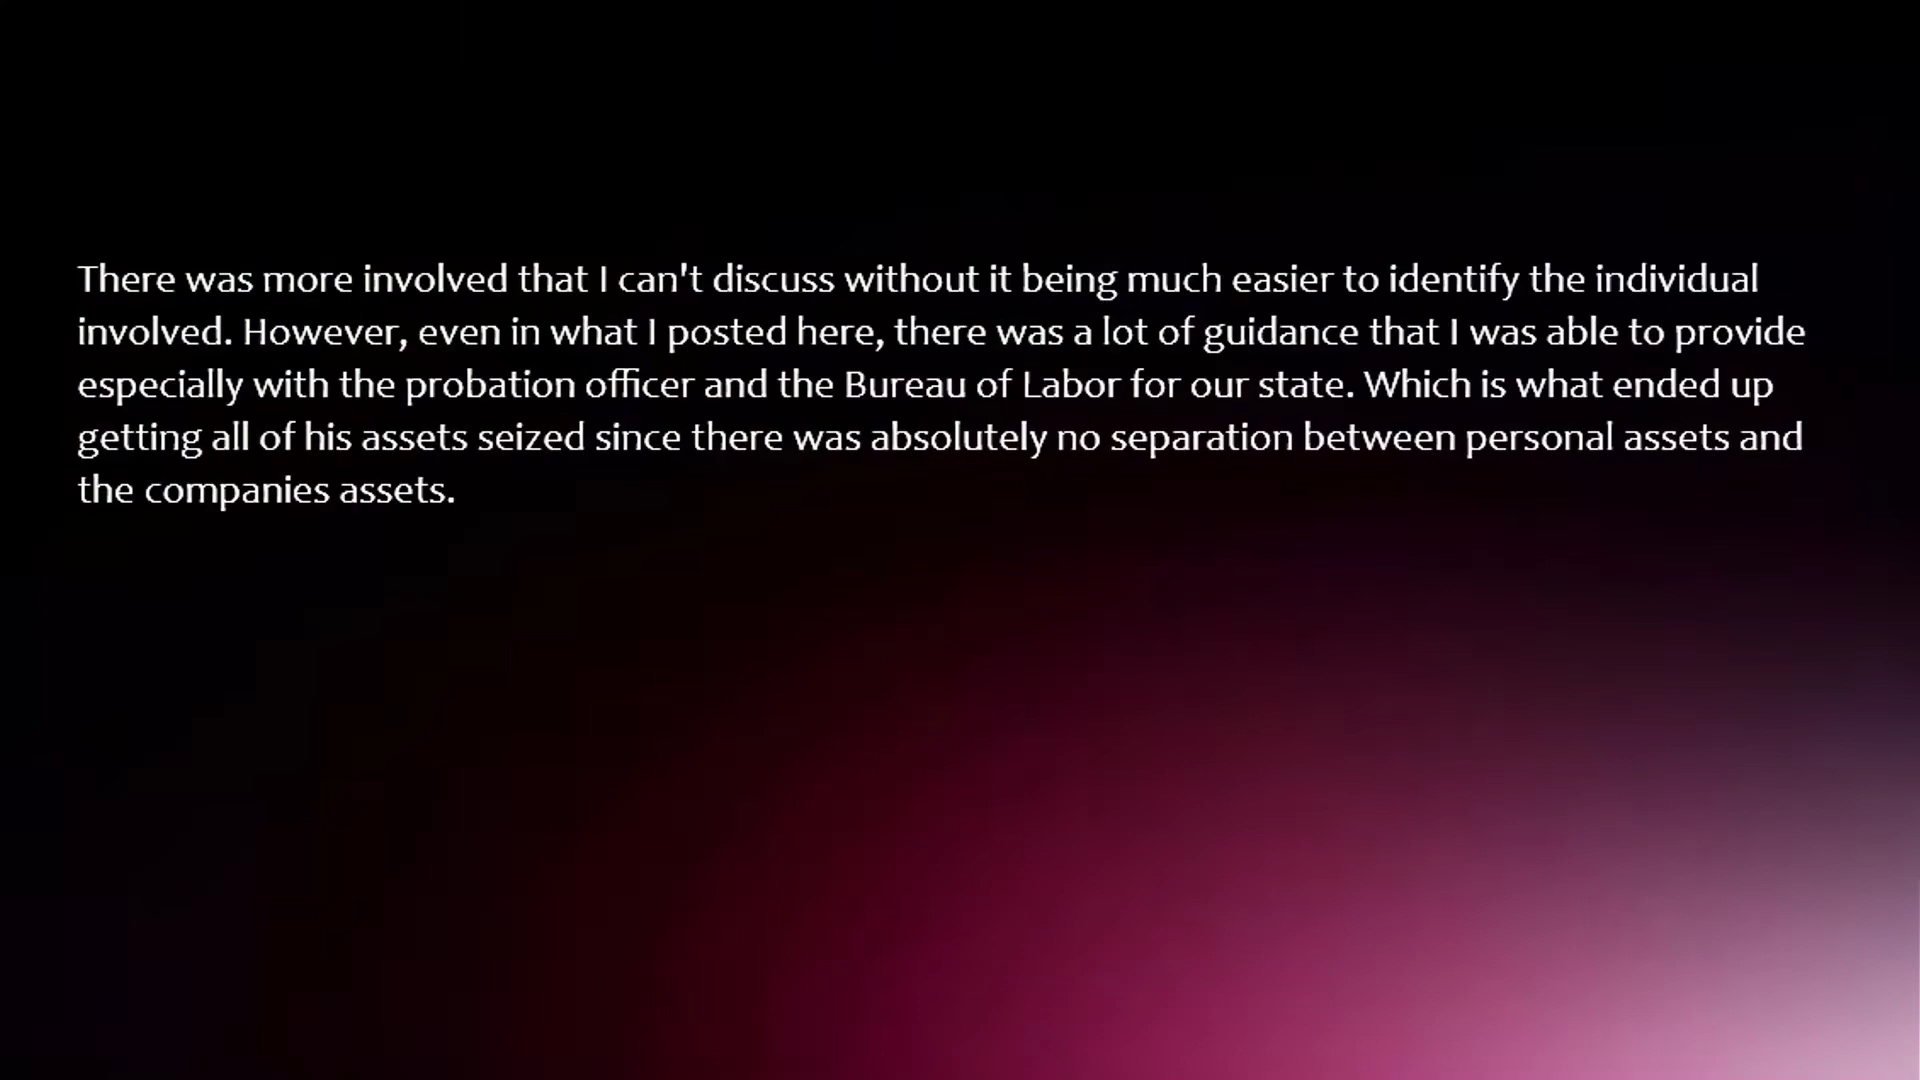 There was more involved that I can't discuss without it being much easier to identify the individual
involved. However, even in what I posted here, there was a lot of guidance that I was able to provide
especially with the probation officer and the Bureau of Labor for our state. Which is what ended up
getting all of his assets seized since there was absolutely no separation between personal assets and
the companies assets.